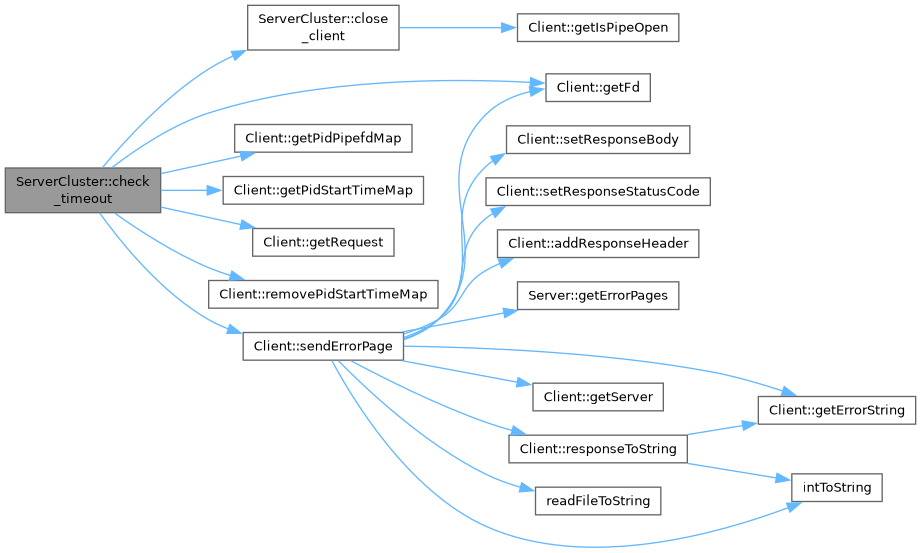 ServerCluster::check
_timeout
ServerCluster::close
_client
Client::getIsPipeOpen
Client::getFd
Client::getPidPipefdMap
Client::getPidStartTimeMap
Client::getRequest
Client::removePidStartTimeMap
Client::sendErrorPage
Client::setResponseBody
Client::setResponseStatusCode
Client::addResponseHeader
Server::getErrorPages
Client::getServer
Client::responseToString
readFileToString
Client::getErrorString
intToString